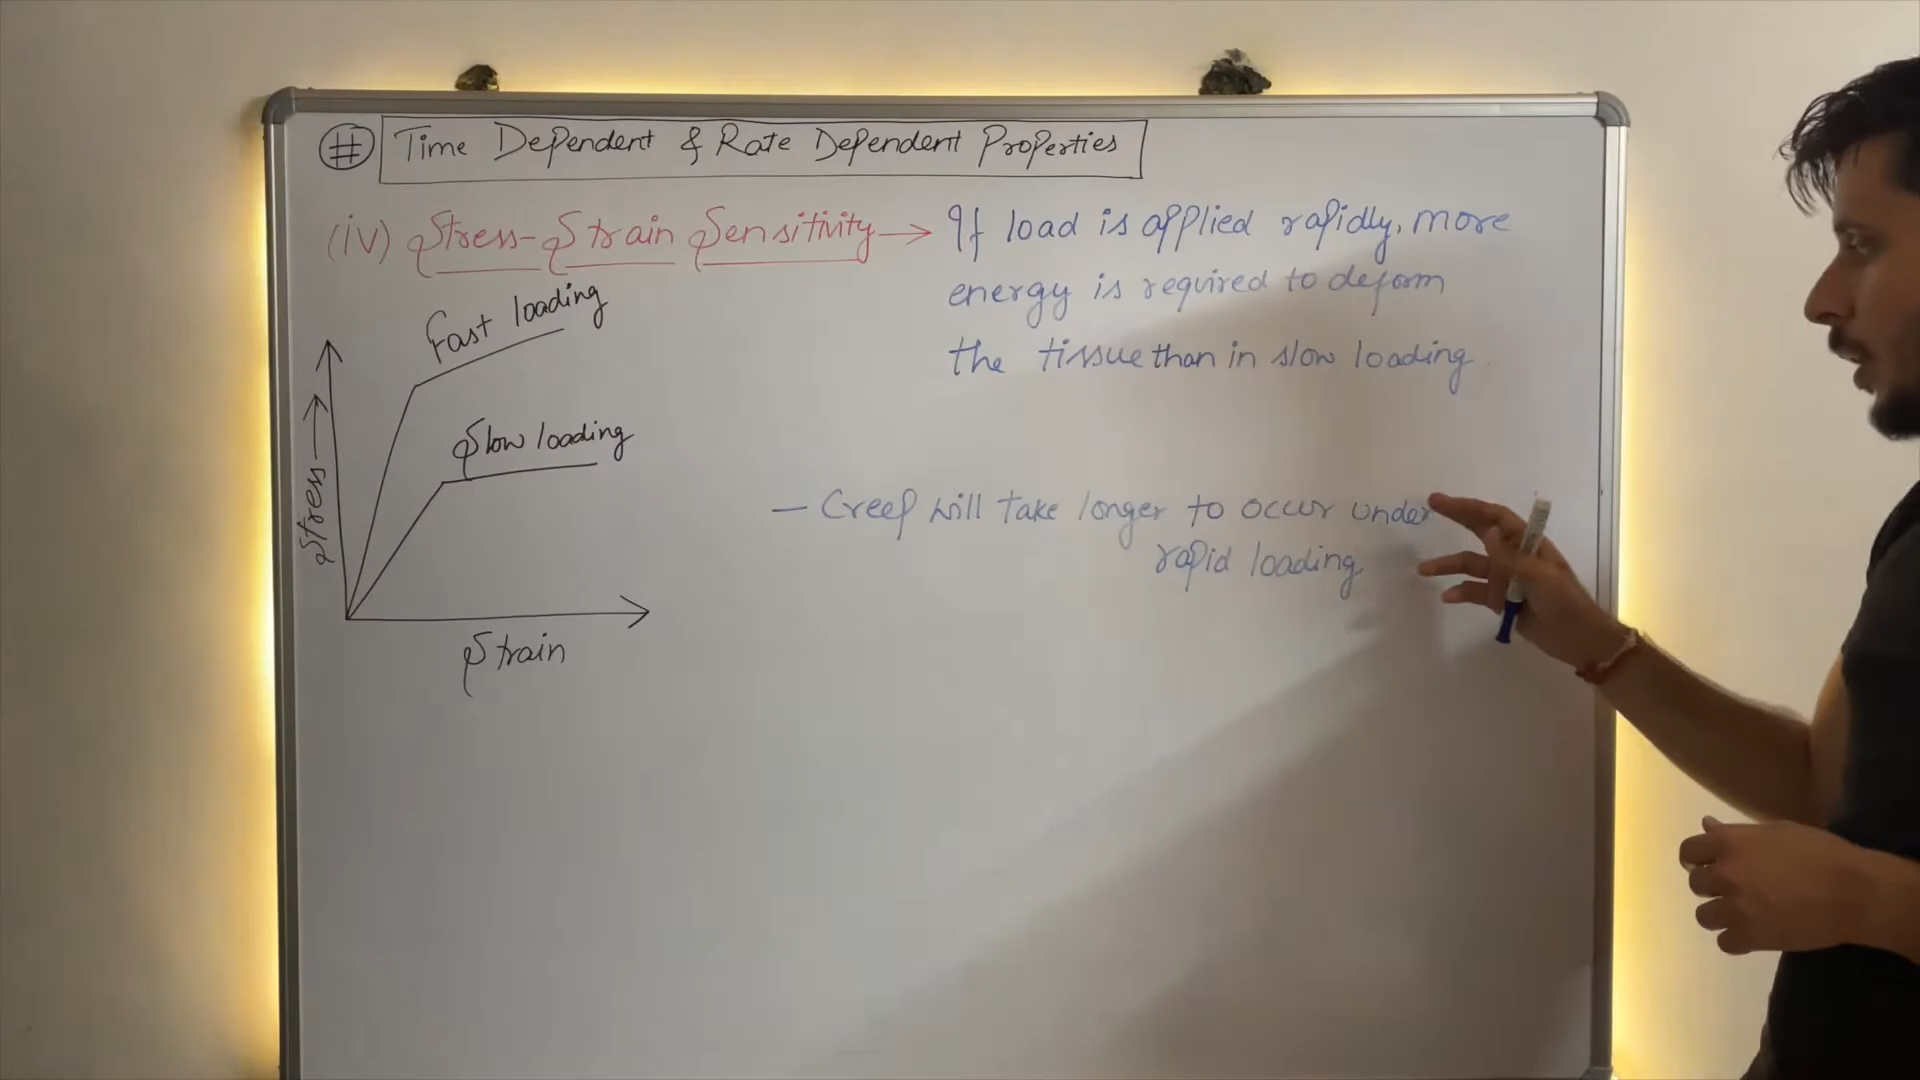 # Time Dependent & Rate Dependent Properties
(iv) Stress-Strain Sensitivity → If load is applied rapidly, more
energy is required to deform
the tissue than in slow loading
Fast loading
Slow loading
Stress →
Strain
— Creep will take longer to occur under
rapid loading